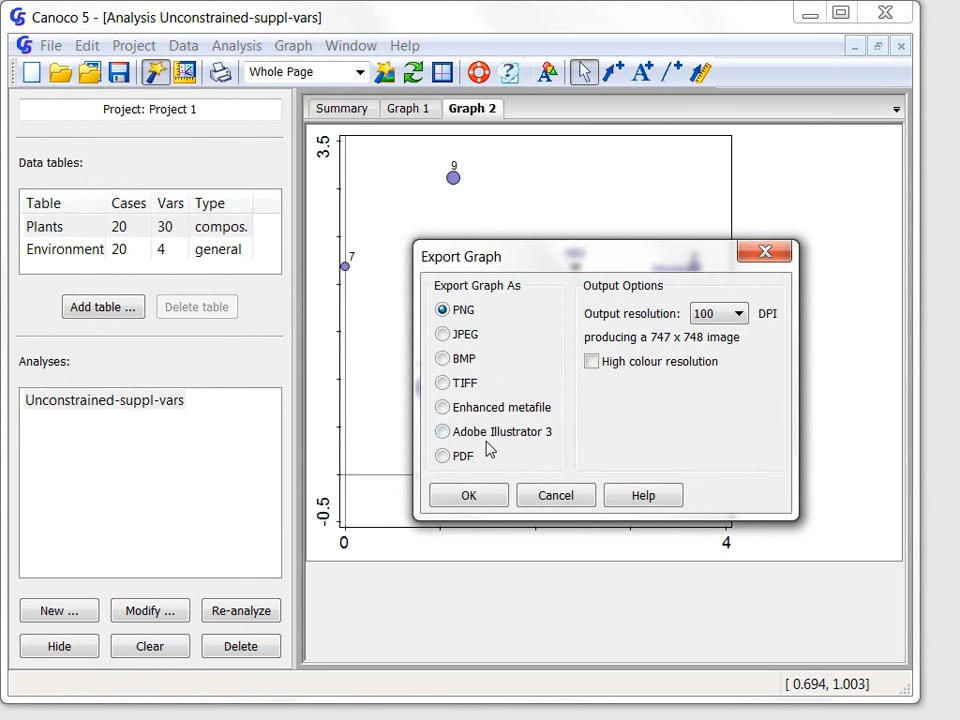 Canoco 5 - [Analysis Unconstrained-suppl-vars]
File Edit Project Data Analysis Graph Window Help
Whole Page
Project: Project 1
Summary Graph 1 Graph 2
Data tables:
Table Cases Vars Type
Plants 20 30 compos.
Environment 20 4 general
Add table ... Delete table
Analyses:
Unconstrained-suppl-vars
New ... Modify ... Re-analyze
Hide Clear Delete
3.5
9
7
-0.5
0
4
Export Graph
Export Graph As
PNG
JPEG
BMP
TIFF
Enhanced metafile
Adobe Illustrator 3
PDF
Output Options
Output resolution: 100 DPI
producing a 747 x 748 image
High colour resolution
OK Cancel Help
[ 0.694, 1.003]